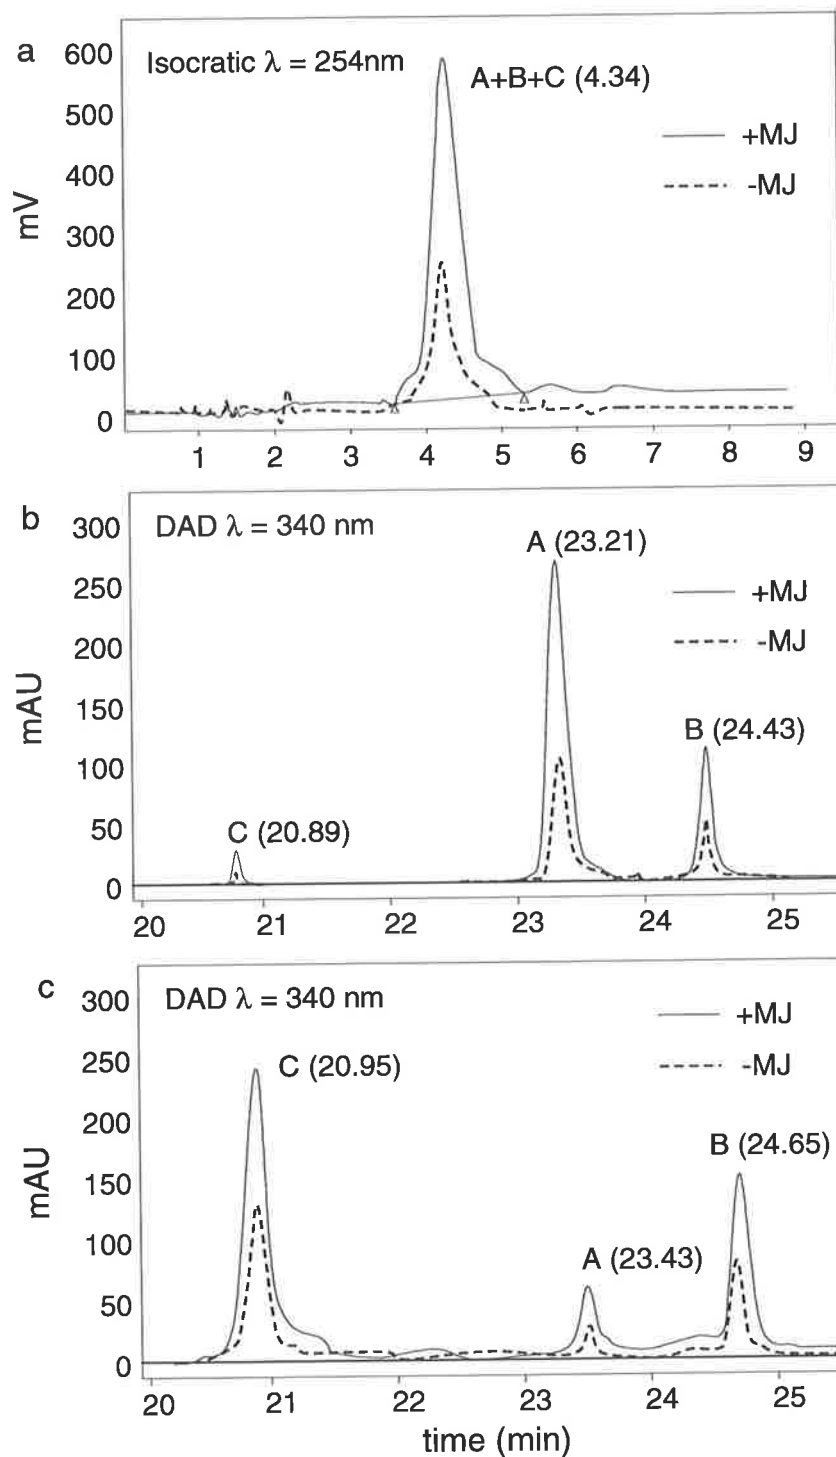 a
Isocratic λ = 254nm
A+B+C (4.34)
+MJ
-MJ
mV
600
500
400
300
200
100
0
1 2 3 4 5 6 7 8 9
b
DAD λ = 340 nm
A (23.21)
+MJ
-MJ
B (24.43)
C (20.89)
mAU
300
250
200
150
100
50
0
20 21 22 23 24 25
c
DAD λ = 340 nm
+MJ
-MJ
C (20.95)
B (24.65)
A (23.43)
mAU
300
250
200
150
100
50
0
20 21 22 23 24 25
time (min)